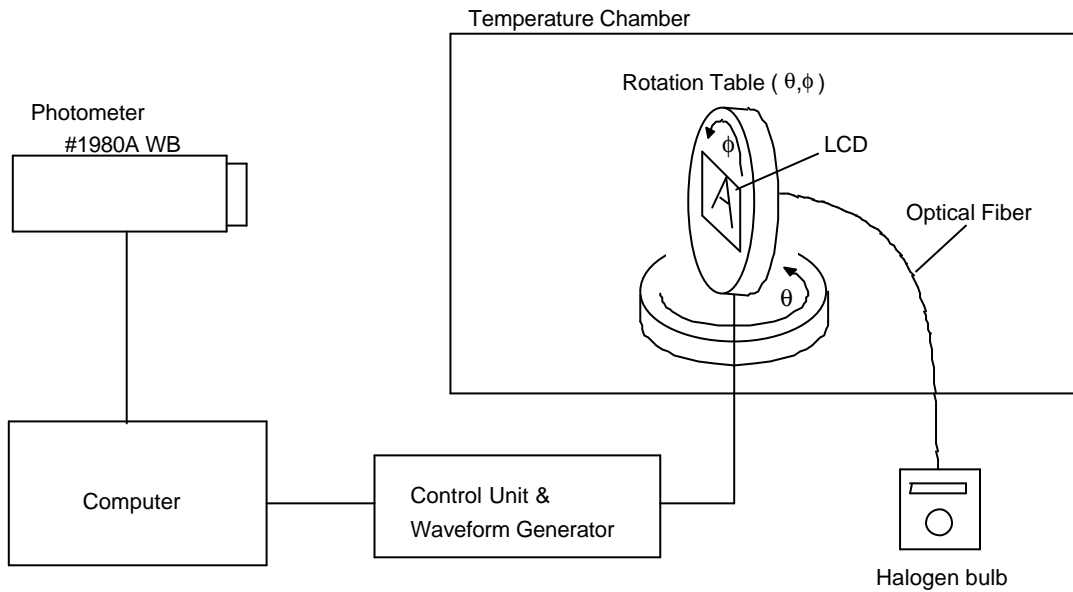 Temperature Chamber
Rotation Table ( θ,φ )
Photometer
#1980A WB
φ
LCD
A
Optical Fiber
θ
Computer
Control Unit &
Waveform Generator
Halogen bulb